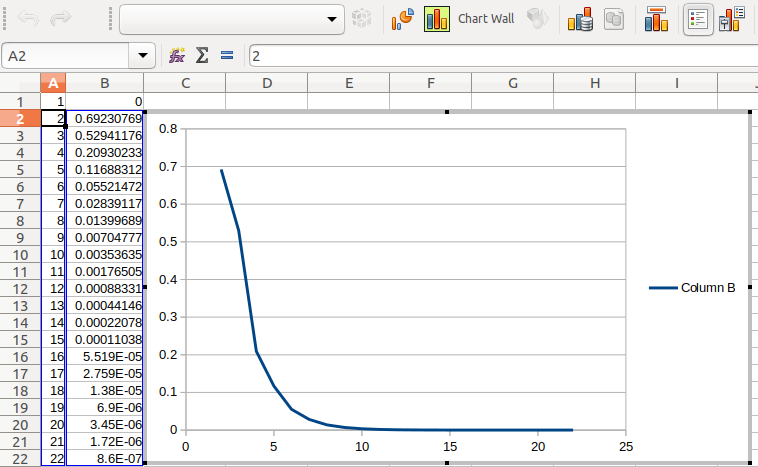 Chart Wall
A2 fx Σ = 2
A B C D E F G H I
1 1 0
2 2 0.69230769
3 3 0.52941176
4 4 0.20930233
5 5 0.11688312
6 6 0.05521472
7 7 0.02839117
8 8 0.01399689
9 9 0.00704777
10 10 0.00353635
11 11 0.00176505
12 12 0.00088331
13 13 0.00044146
14 14 0.00022078
15 15 0.00011038
16 16 5.519E-05
17 17 2.759E-05
18 18 1.38E-05
19 19 6.9E-06
20 20 3.45E-06
21 21 1.72E-06
22 22 8.6E-07
0.8
0.7
0.6
0.5
0.4
0.3
0.2
0.1
0
0 5 10 15 20 25
Column B